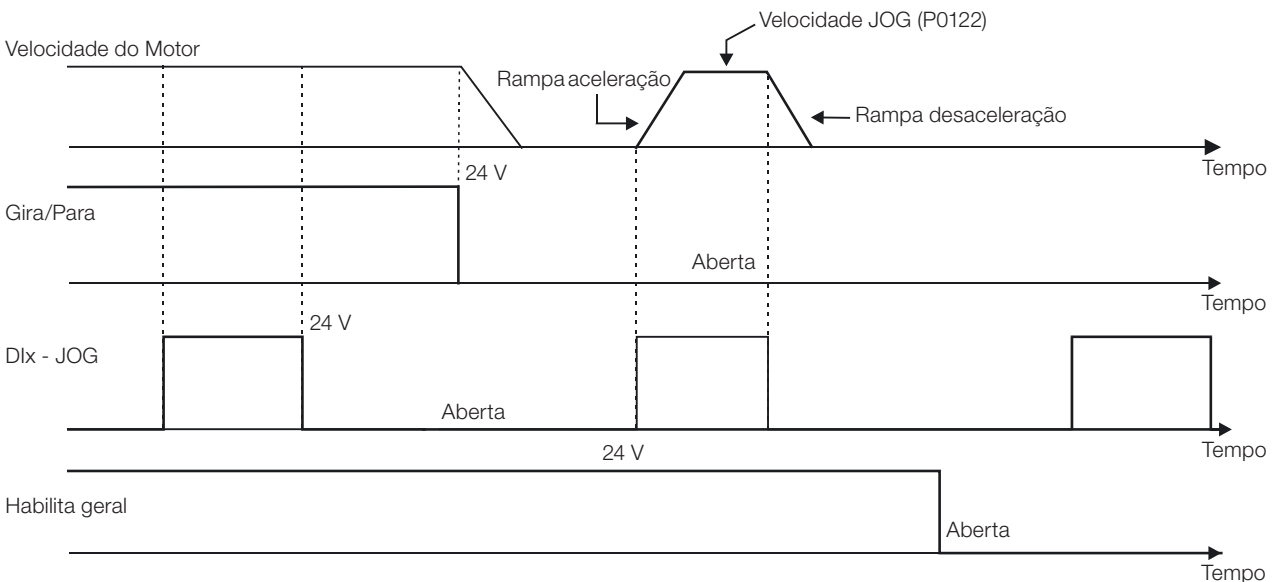 Velocidade JOG (P0122)
Velocidade do Motor
Rampa aceleração
Rampa desaceleração
Tempo
24 V
Gira/Para
Aberta
Tempo
24 V
DIx - JOG
Aberta
Tempo
24 V
Habilita geral
Aberta
Tempo